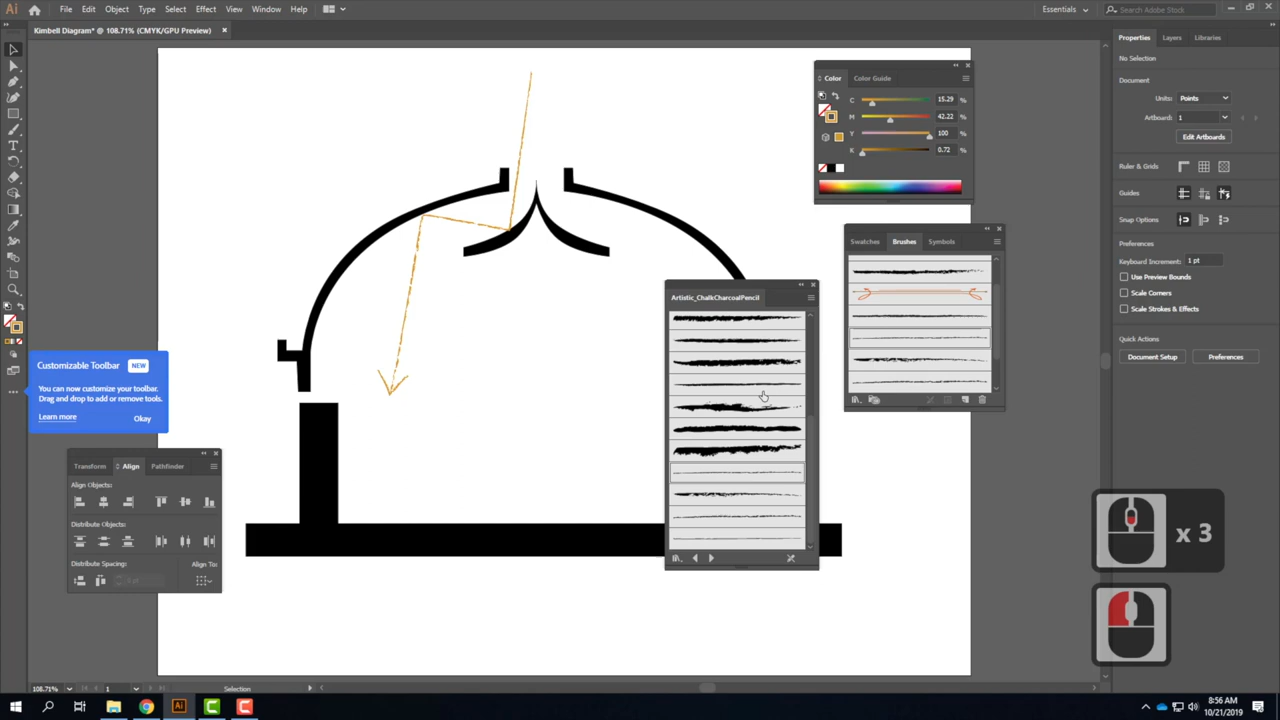 Ai File Edit Object Type Select Effect View Window Help Essentials Search Adobe Stock
Kimbell Diagram* @ 108.71% (CMYK/GPU Preview) ×
Properties Layers Libraries
No Selection
Document
Units: Points
Artboard: 1
Edit Artboards
Ruler & Grids
Guides
Snap Options
Preferences
Keyboard Increment: 1 pt
Use Preview Bounds
Scale Corners
Scale Strokes & Effects
Quick Actions
Document Setup Preferences
Color Color Guide
C 15.29 %
M 42.22 %
Y 100 %
K 0.72 %
Swatches Brushes Symbols
Artistic_ChalkCharcoalPencil
Customizable Toolbar NEW
You can now customize your toolbar.
Drag and drop to add or remove tools.
Learn more Okay
Transform Align Pathfinder
Align Objects:
Distribute Objects:
Distribute Spacing: Align To:
0 pt
x 3
108.71% 1 Selection
Ai
8:56 AM
10/21/2019